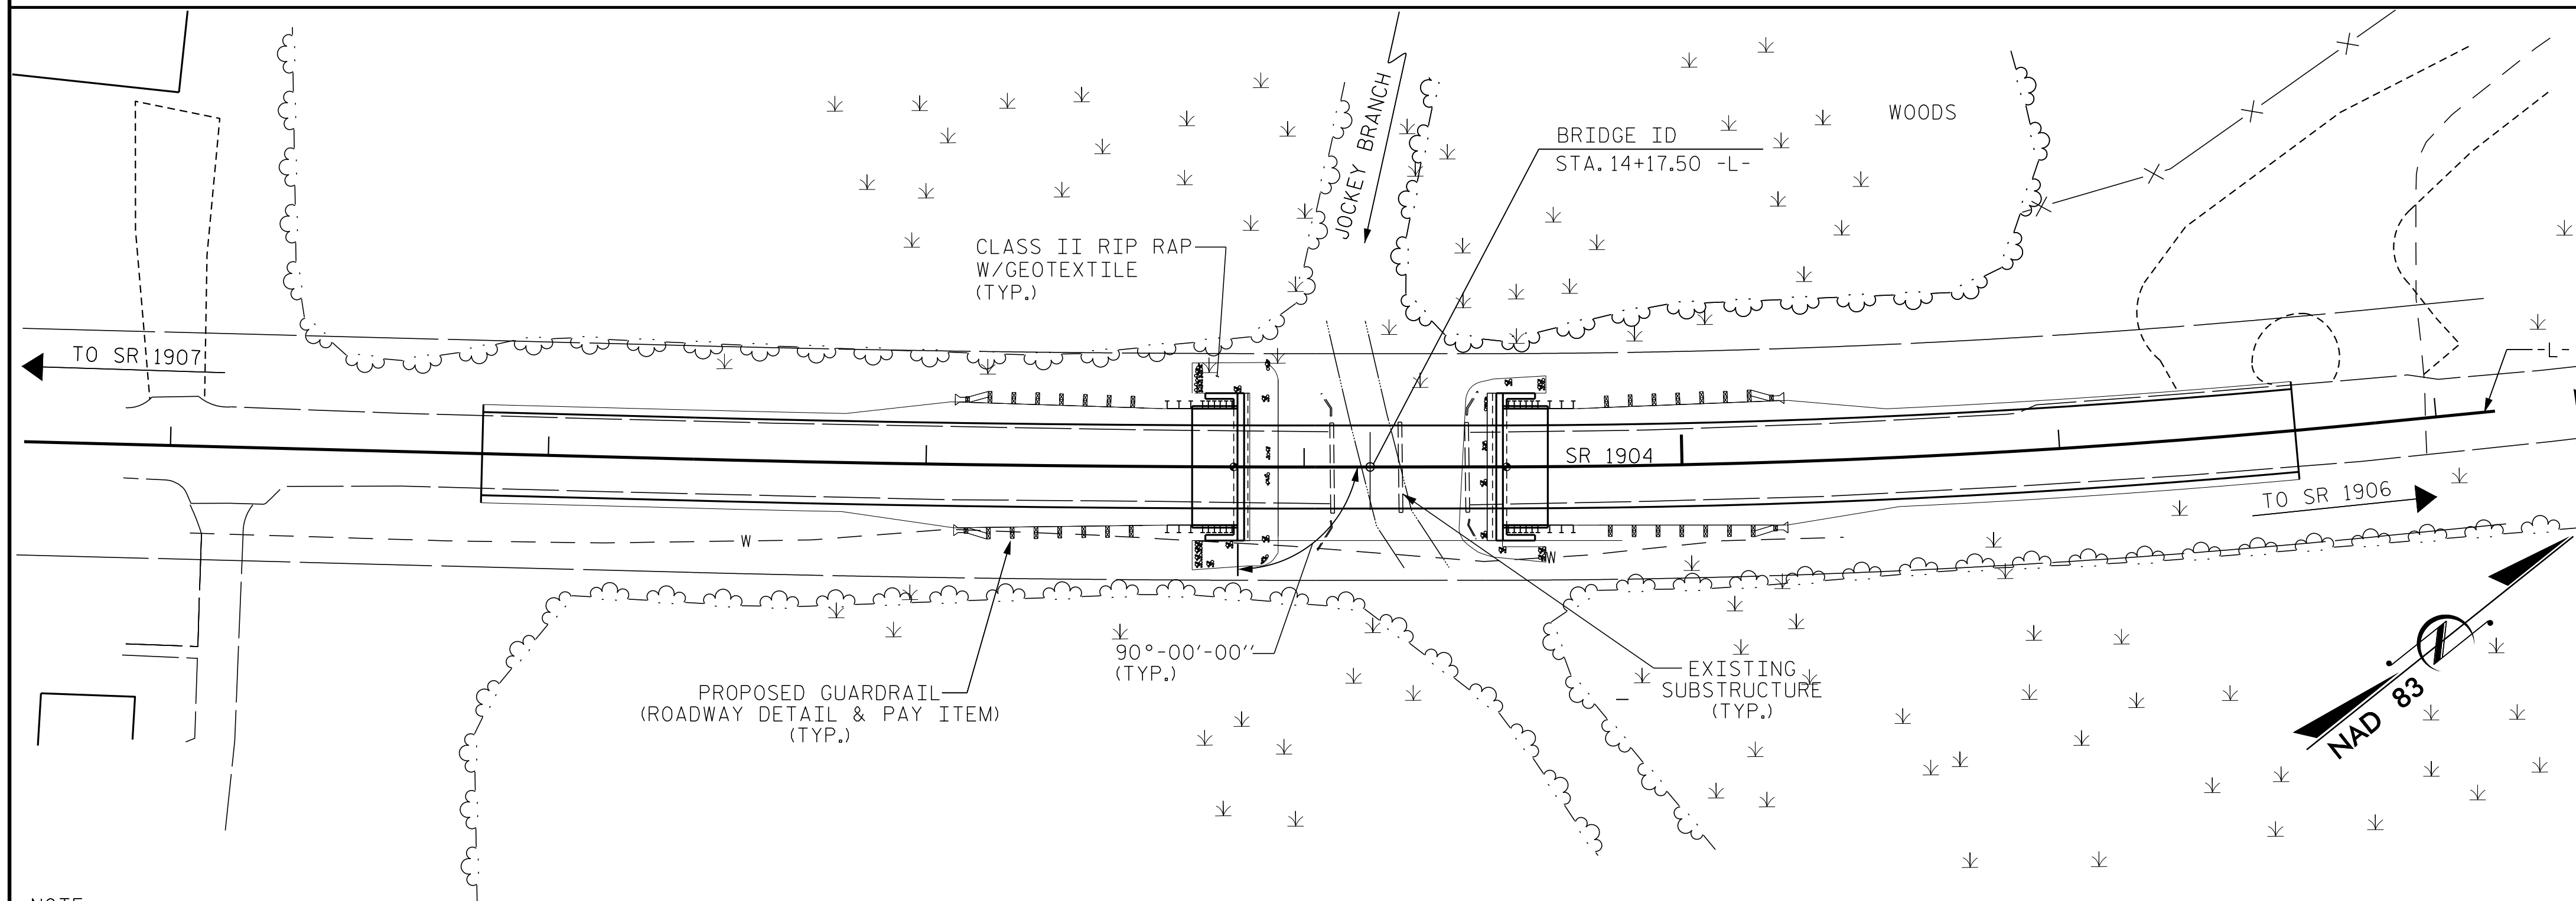 JOCKEY BRANCH
WOODS
BRIDGE ID
STA. 14+17.50 -L-
CLASS II RIP RAP
W/GEOTEXTILE
(TYP.)
TO SR 1907
-L-
SR 1904
TO SR 1906
W
W
90°-00'-00"
(TYP.)
EXISTING
SUBSTRUCTURE
(TYP.)
PROPOSED GUARDRAIL
(ROADWAY DETAIL & PAY ITEM)
(TYP.)
NAD 83